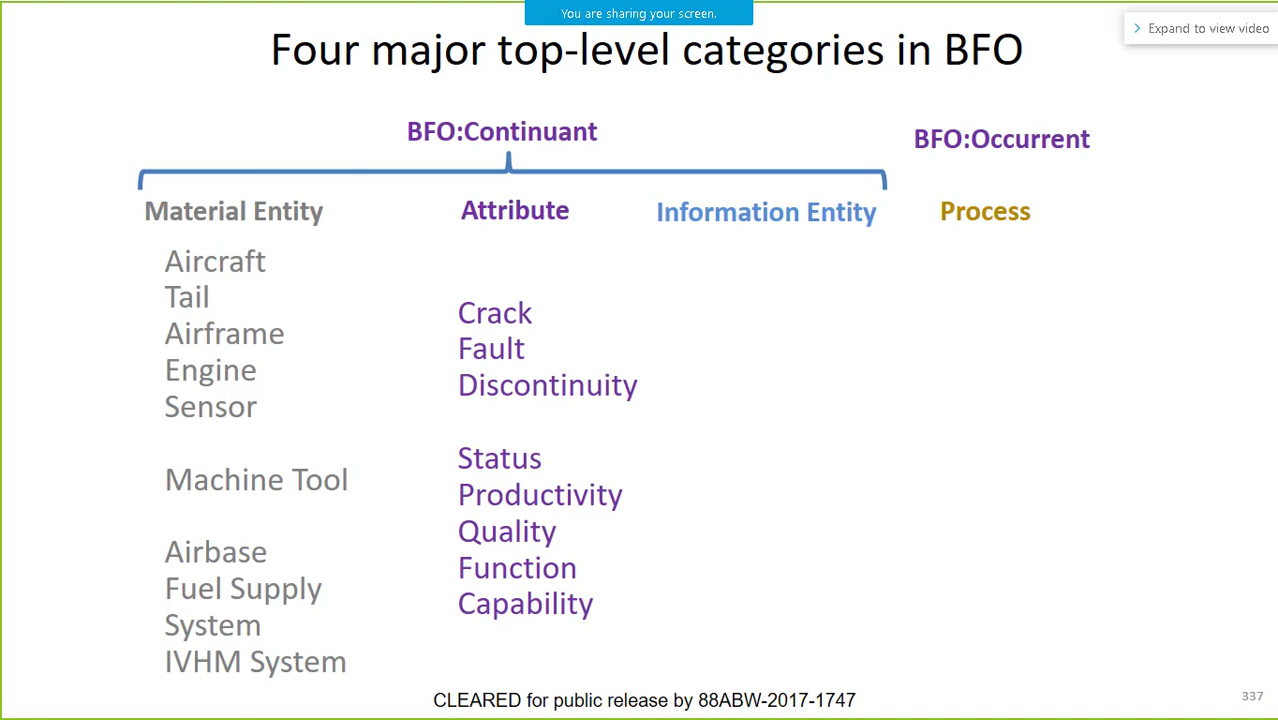 You are sharing your screen.
Expand to view video
Four major top-level categories in BFO
BFO:Continuant
BFO:Occurrent
Material Entity
Attribute
Information Entity
Process
Aircraft
Tail
Airframe
Engine
Sensor
Machine Tool
Airbase
Fuel Supply
System
IVHM System
Crack
Fault
Discontinuity
Status
Productivity
Quality
Function
Capability
CLEARED for public release by 88ABW-2017-1747
337